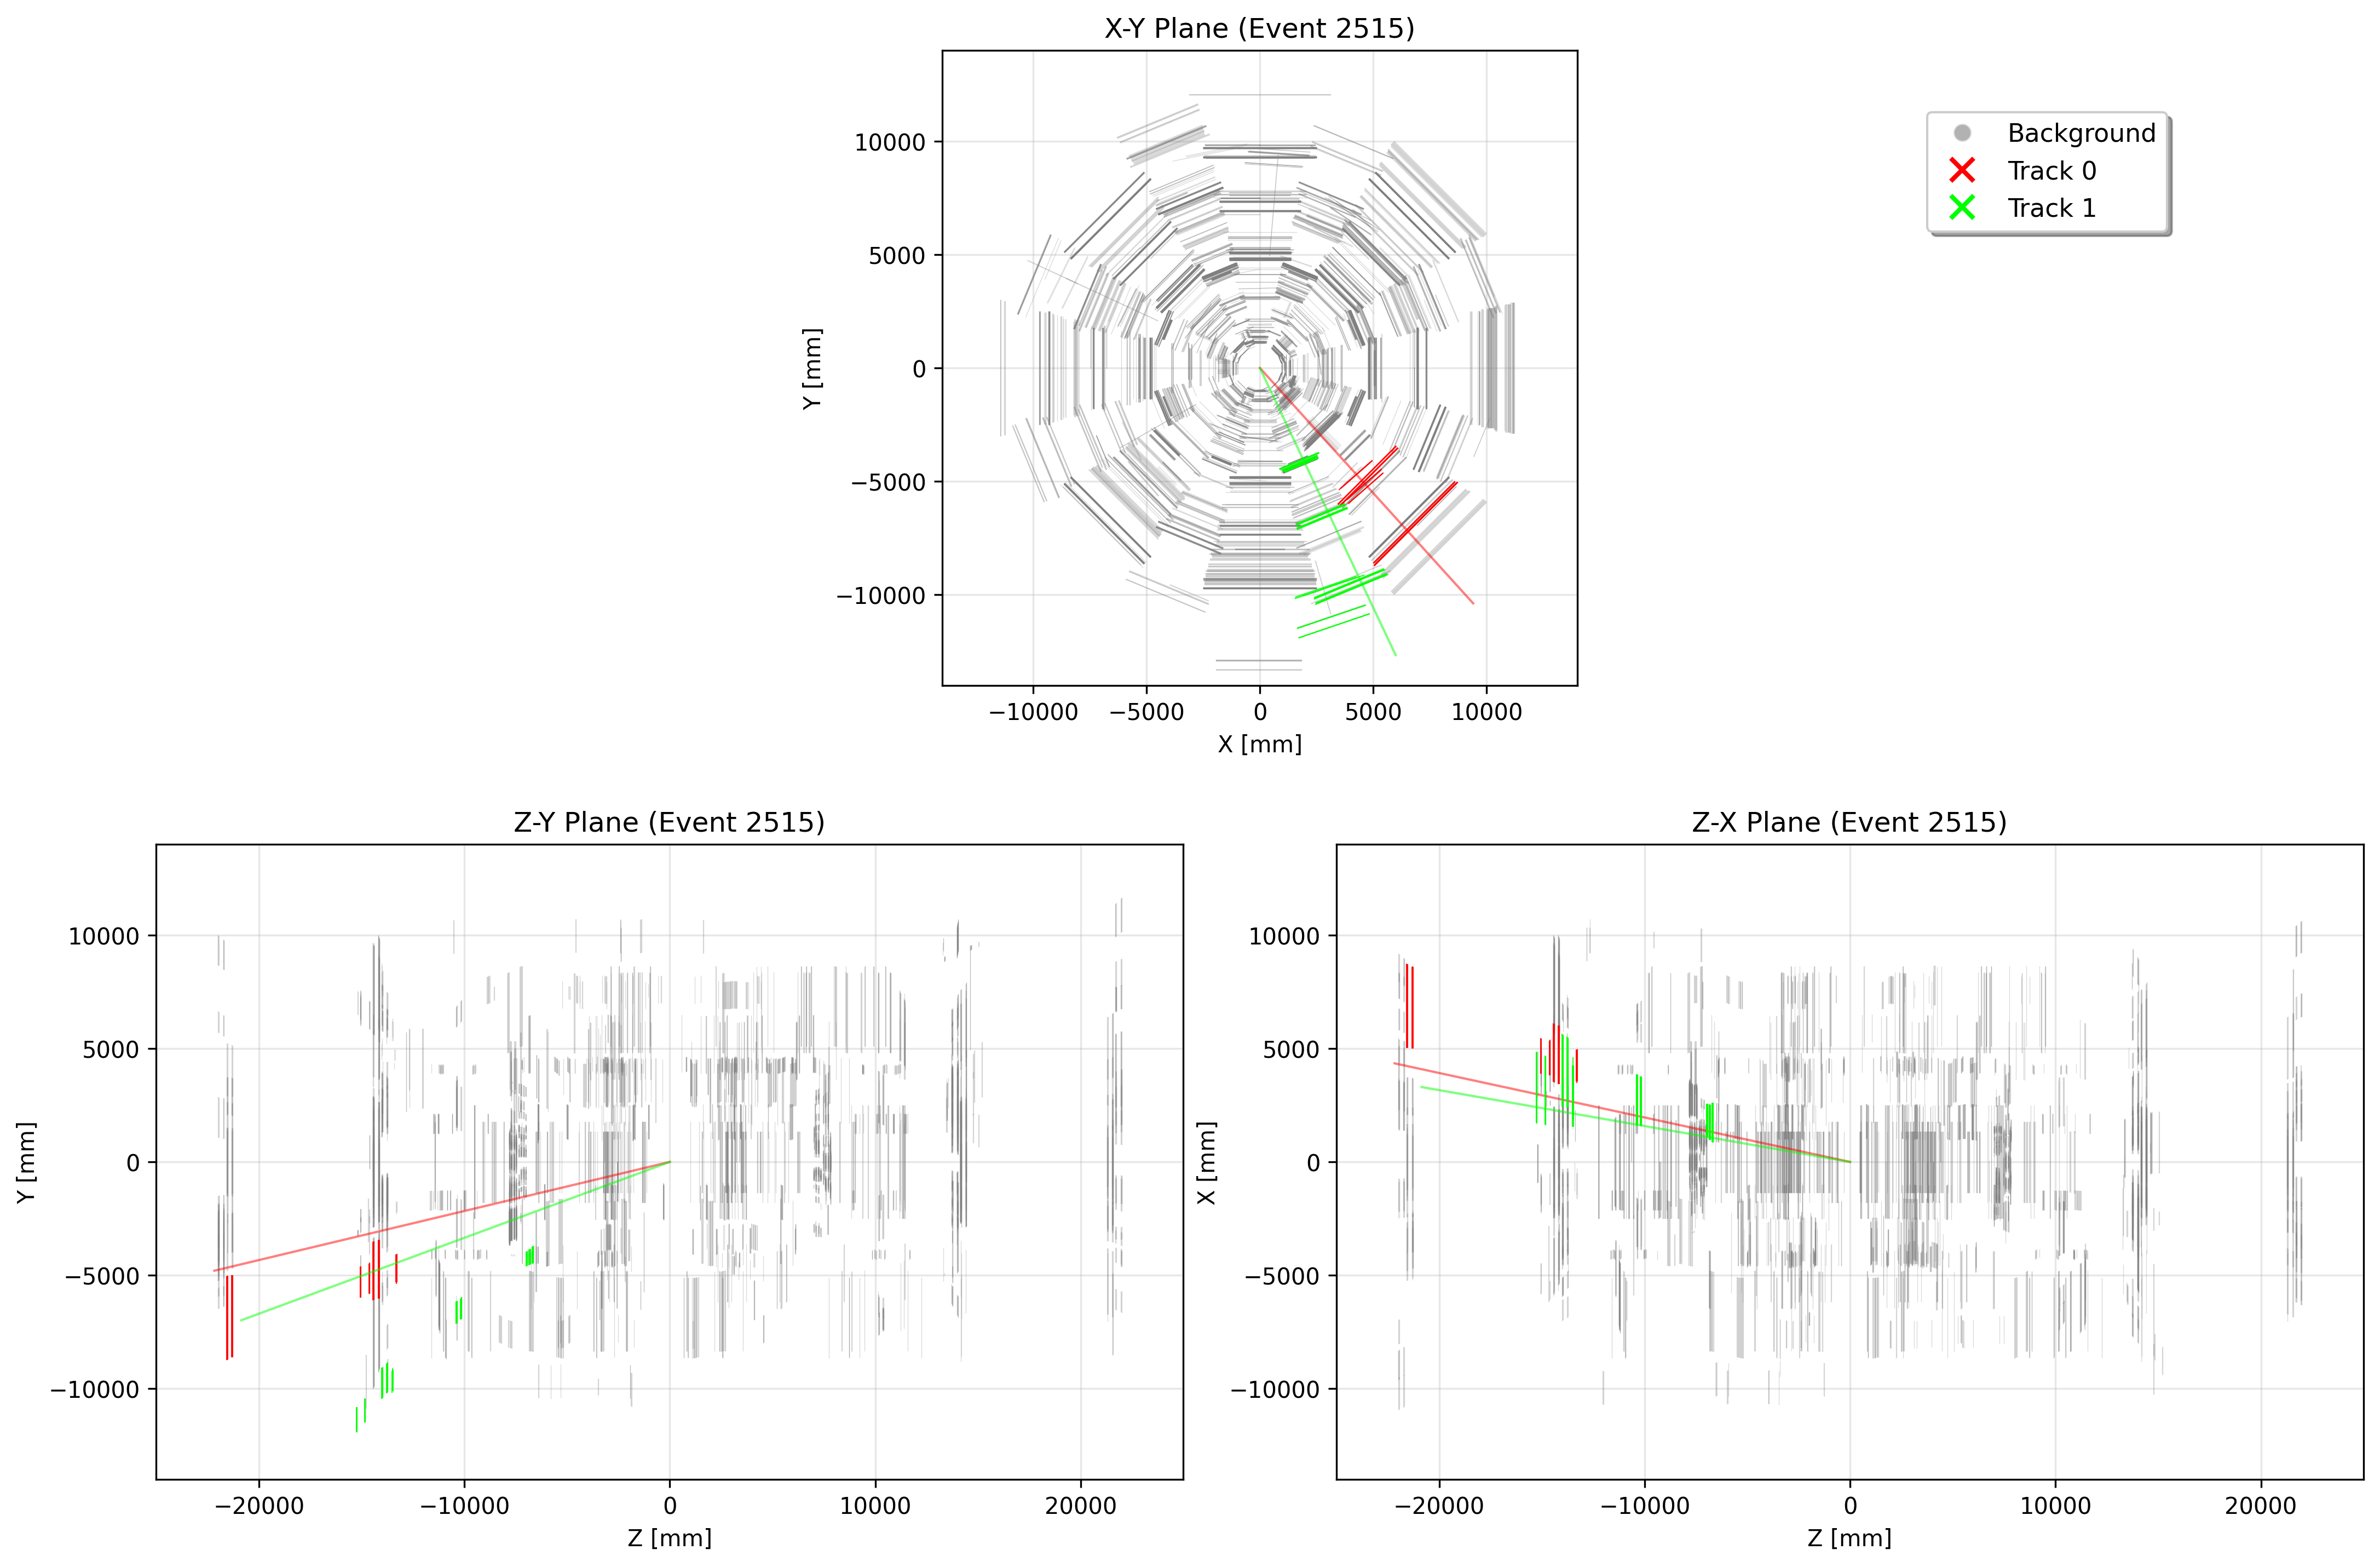 X-Y Plane (Event 2515)
Background
Track 0
Track 1
10000
5000
0
−5000
−10000
Y [mm]
−10000 −5000 0 5000 10000
X [mm]
Z-Y Plane (Event 2515)
10000
5000
0
−5000
−10000
Y [mm]
−20000 −10000 0 10000 20000
Z [mm]
Z-X Plane (Event 2515)
10000
5000
0
−5000
−10000
X [mm]
−20000 −10000 0 10000 20000
Z [mm]